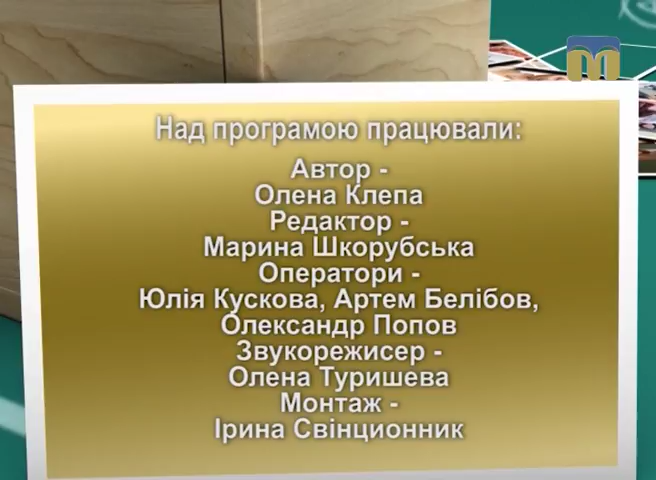 Над програмою працювали:
Автор -
Олена Клепа
Редактор -
Марина Шкорубська
Оператори -
Юлія Кускова, Артем Белібов,
Олександр Попов
Звукорежисер -
Олена Туришева
Монтаж -
Ірина Свінционник